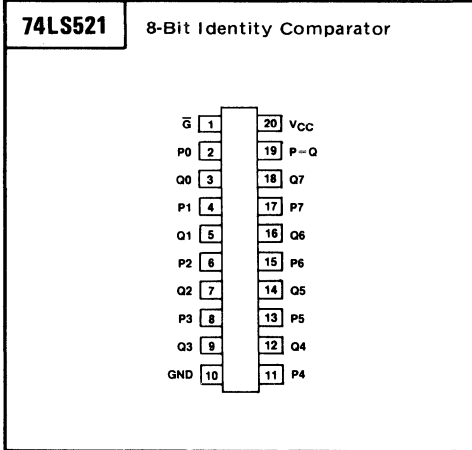 74LS521 8-Bit Identity Comparator
G̅ 1 20 VCC
P0 2 19 P=Q
Q0 3 18 Q7
P1 4 17 P7
Q1 5 16 Q6
P2 6 15 P6
Q2 7 14 Q5
P3 8 13 P5
Q3 9 12 Q4
GND 10 11 P4